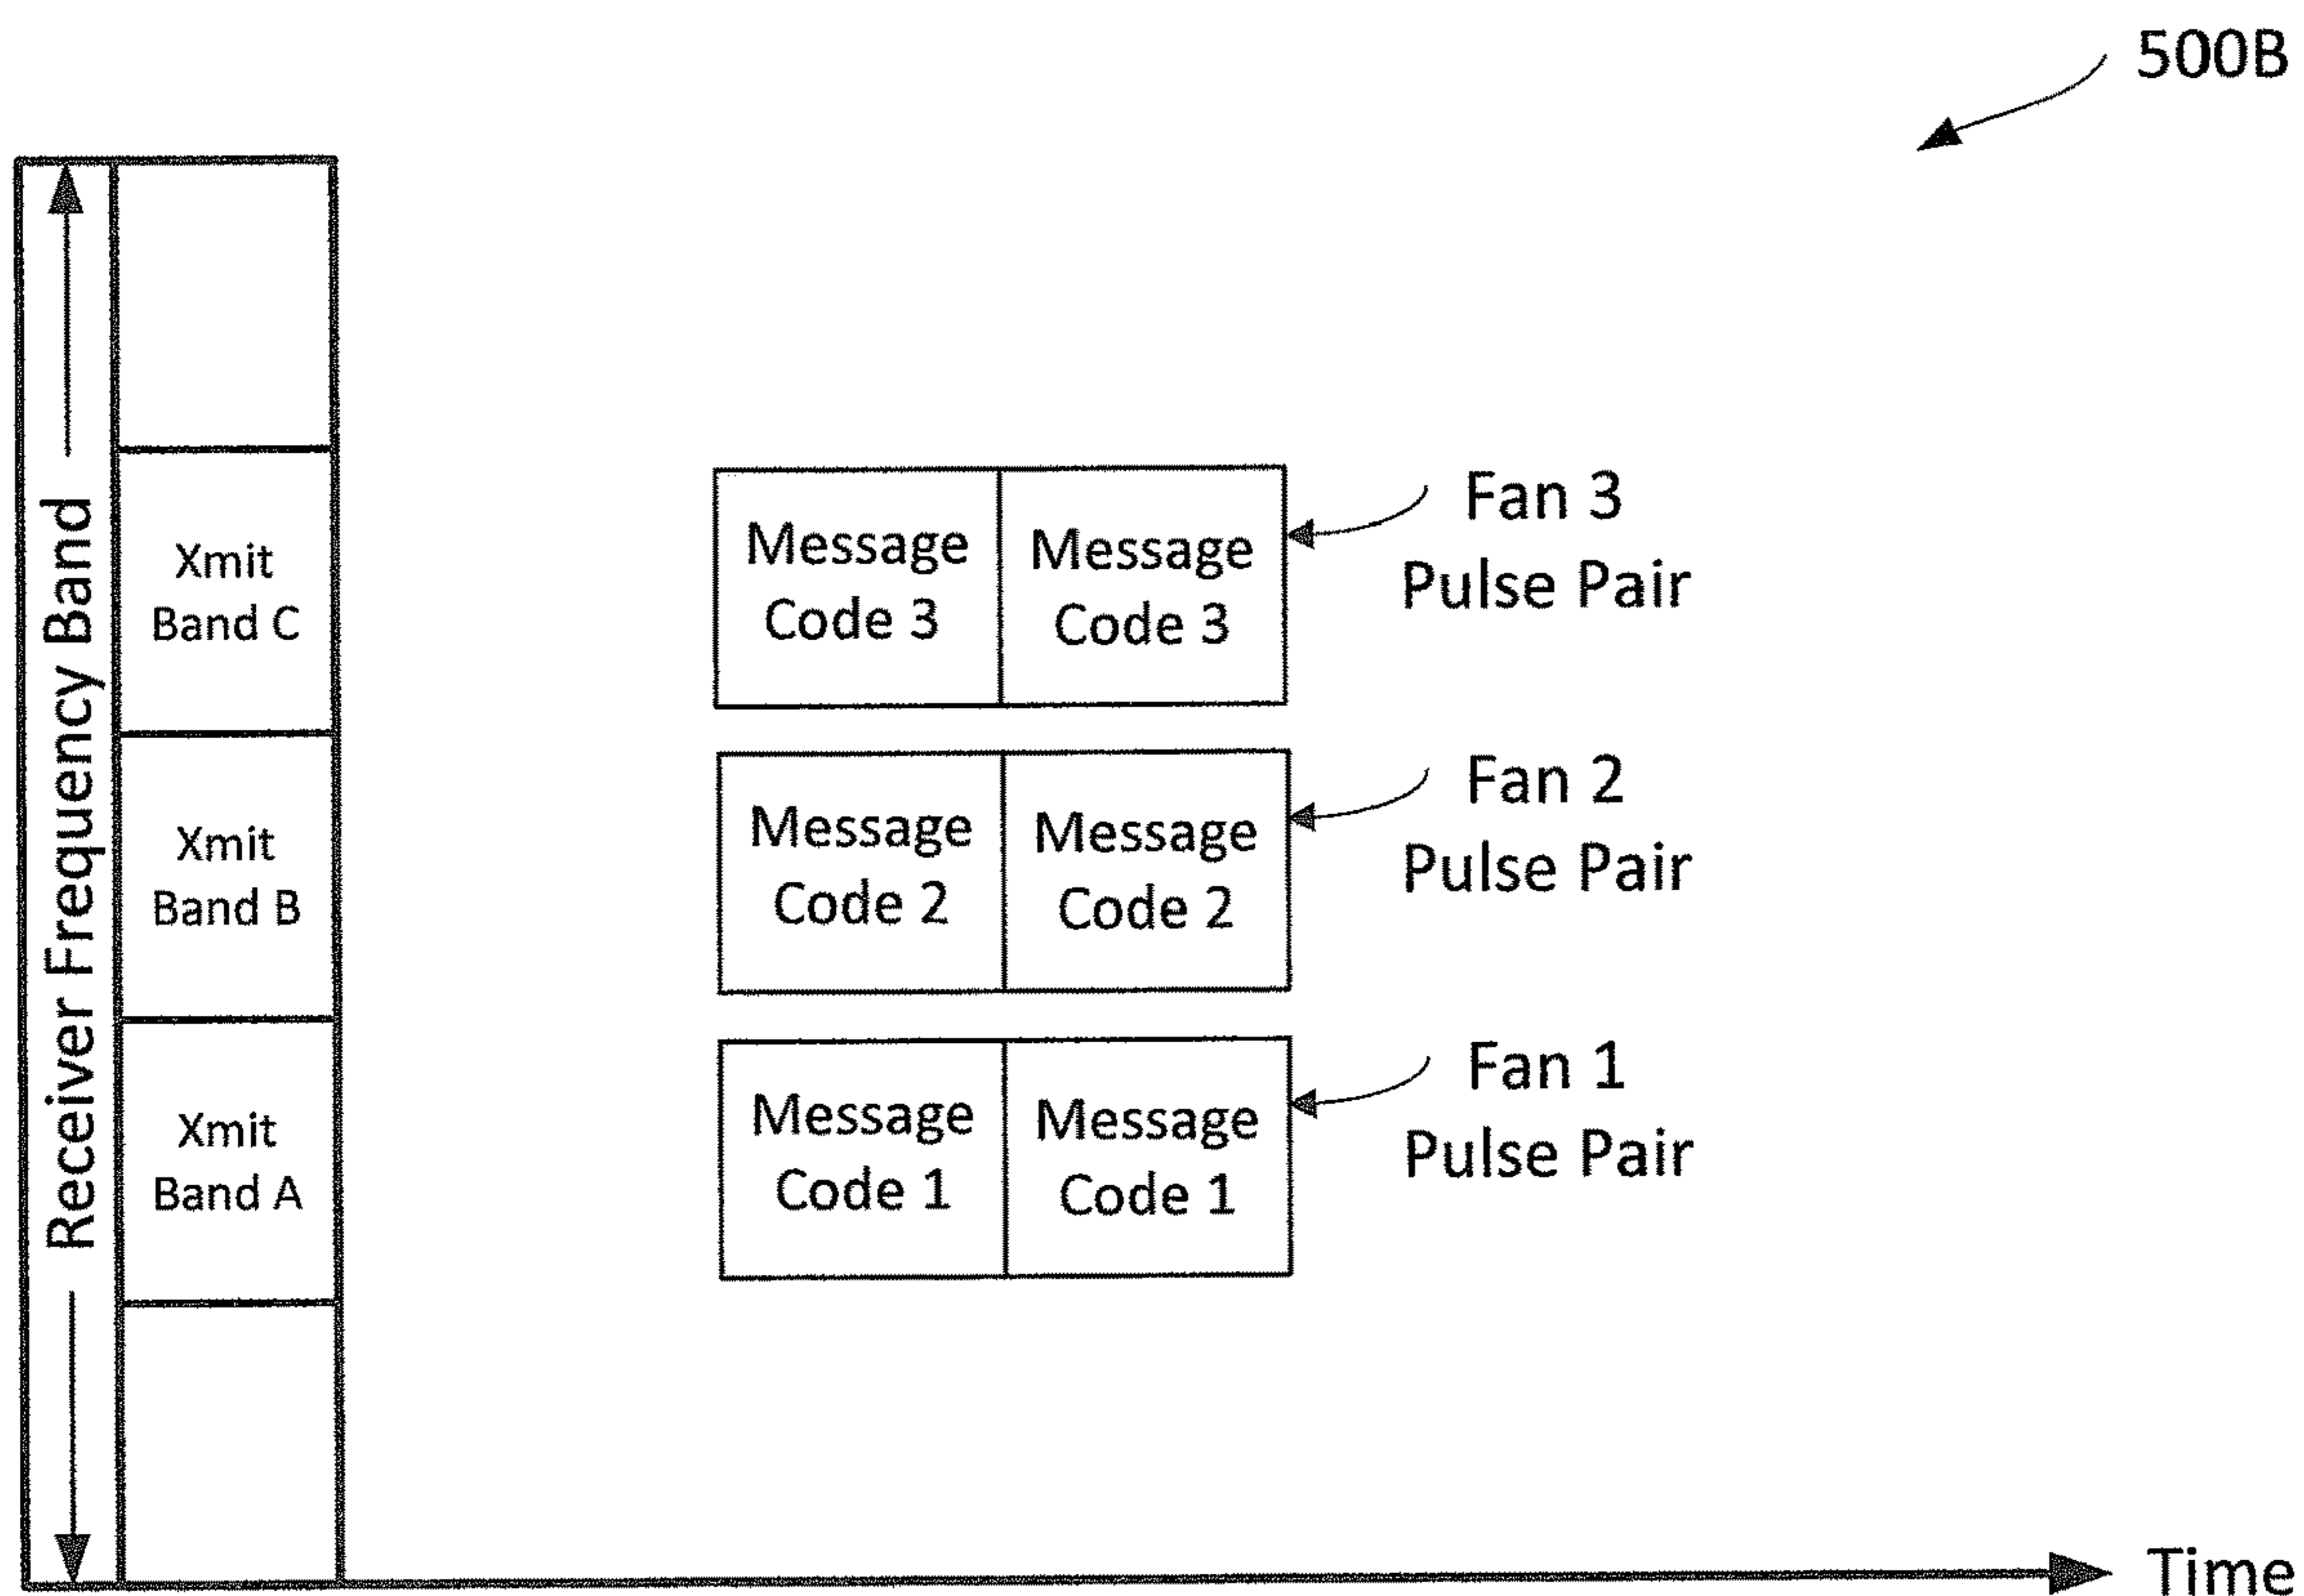 500B
Receiver Frequency Band
Xmit
Band C
Xmit
Band B
Xmit
Band A
Message
Code 3
Message
Code 3
Fan 3
Pulse Pair
Message
Code 2
Message
Code 2
Fan 2
Pulse Pair
Message
Code 1
Message
Code 1
Fan 1
Pulse Pair
Time